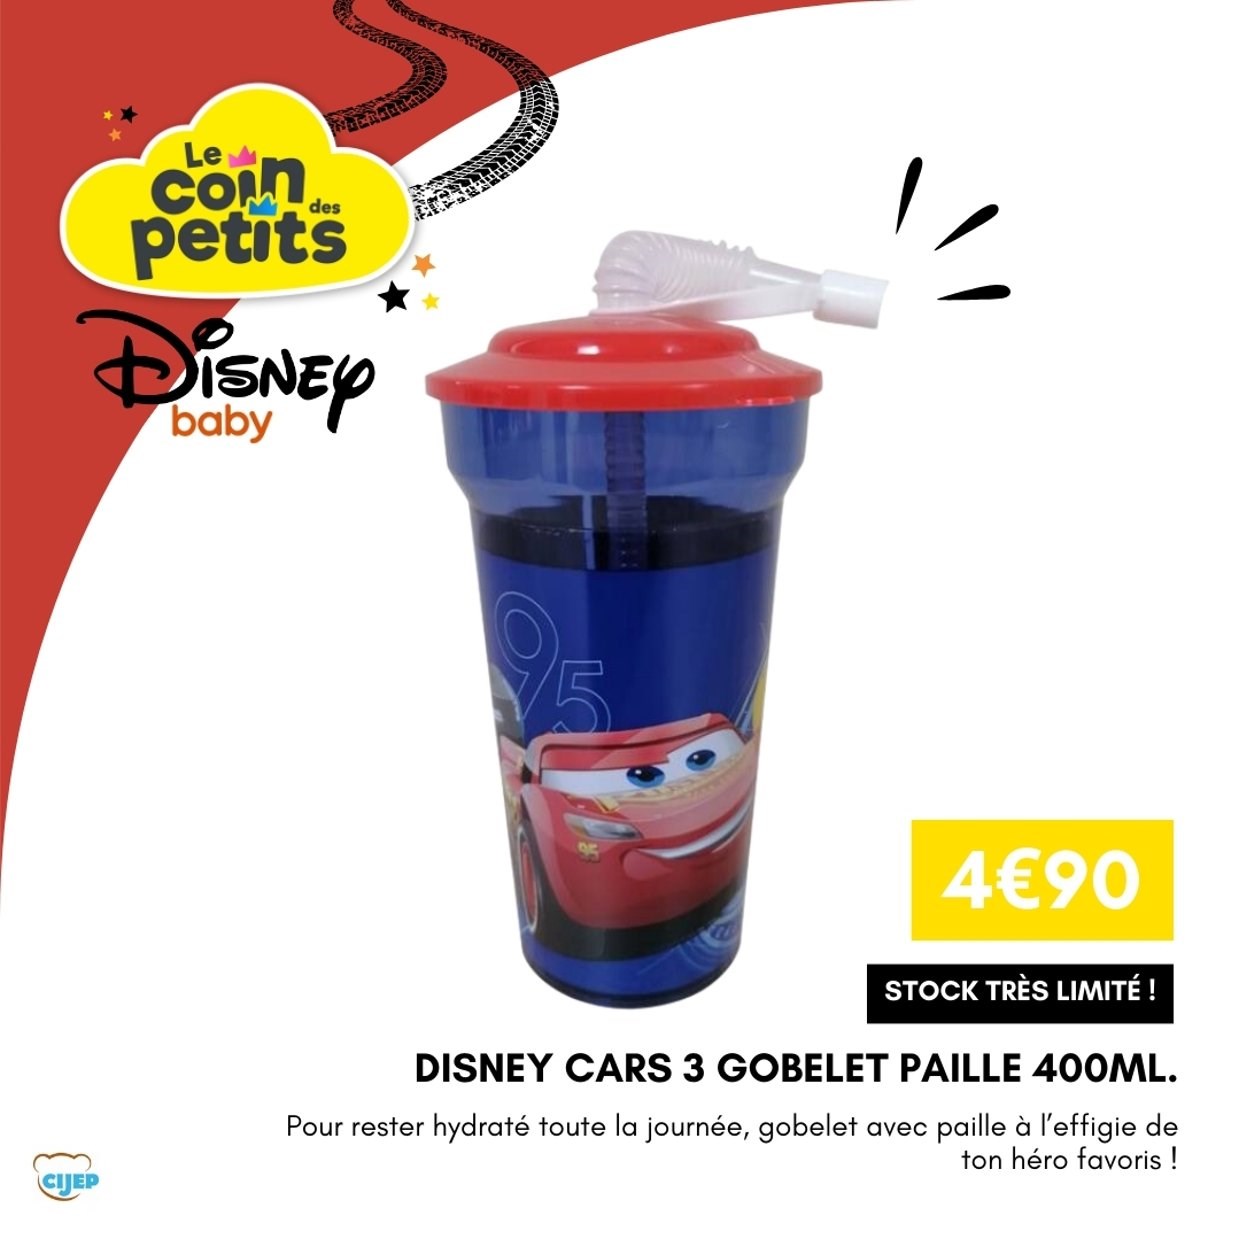 Le
coin
des
petits
Disney
baby
95
95
4€90
STOCK TRÈS LIMITÉ !
DISNEY CARS 3 GOBELET PAILLE 400ML.
Pour rester hydraté toute la journée, gobelet avec paille à l’effigie de
ton héro favoris !
CIJEP